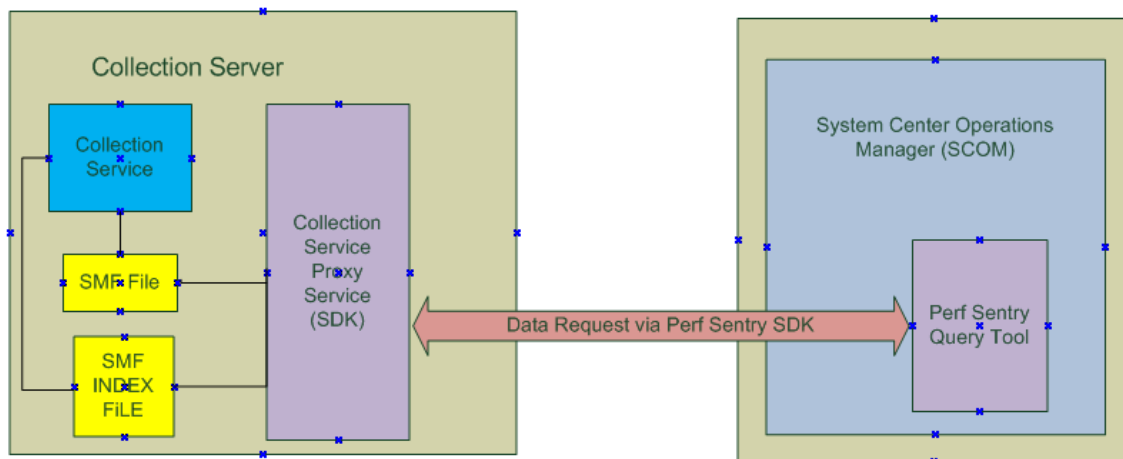 Collection Server
Collection
Service
SMF File
SMF
INDEX
FiLE
Collection
Service
Proxy
Service
(SDK)
Data Request via Perf Sentry SDK
System Center Operations
Manager (SCOM)
Perf Sentry
Query Tool